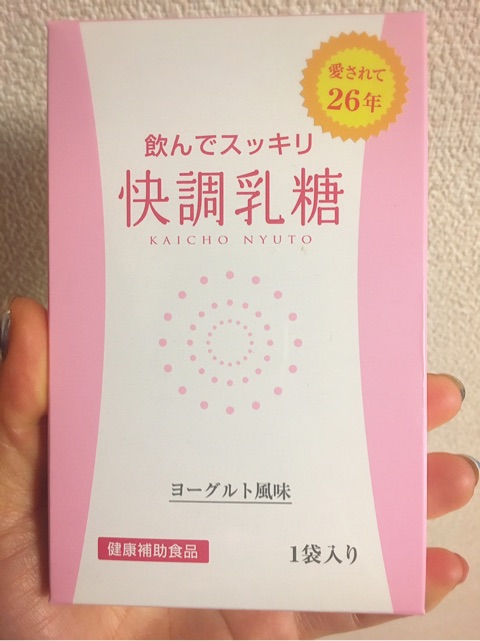 愛されて
26年
飲んでスッキリ
快調乳糖
KAICHO NYUTO
ヨーグルト風味
健康補助食品
1袋入り